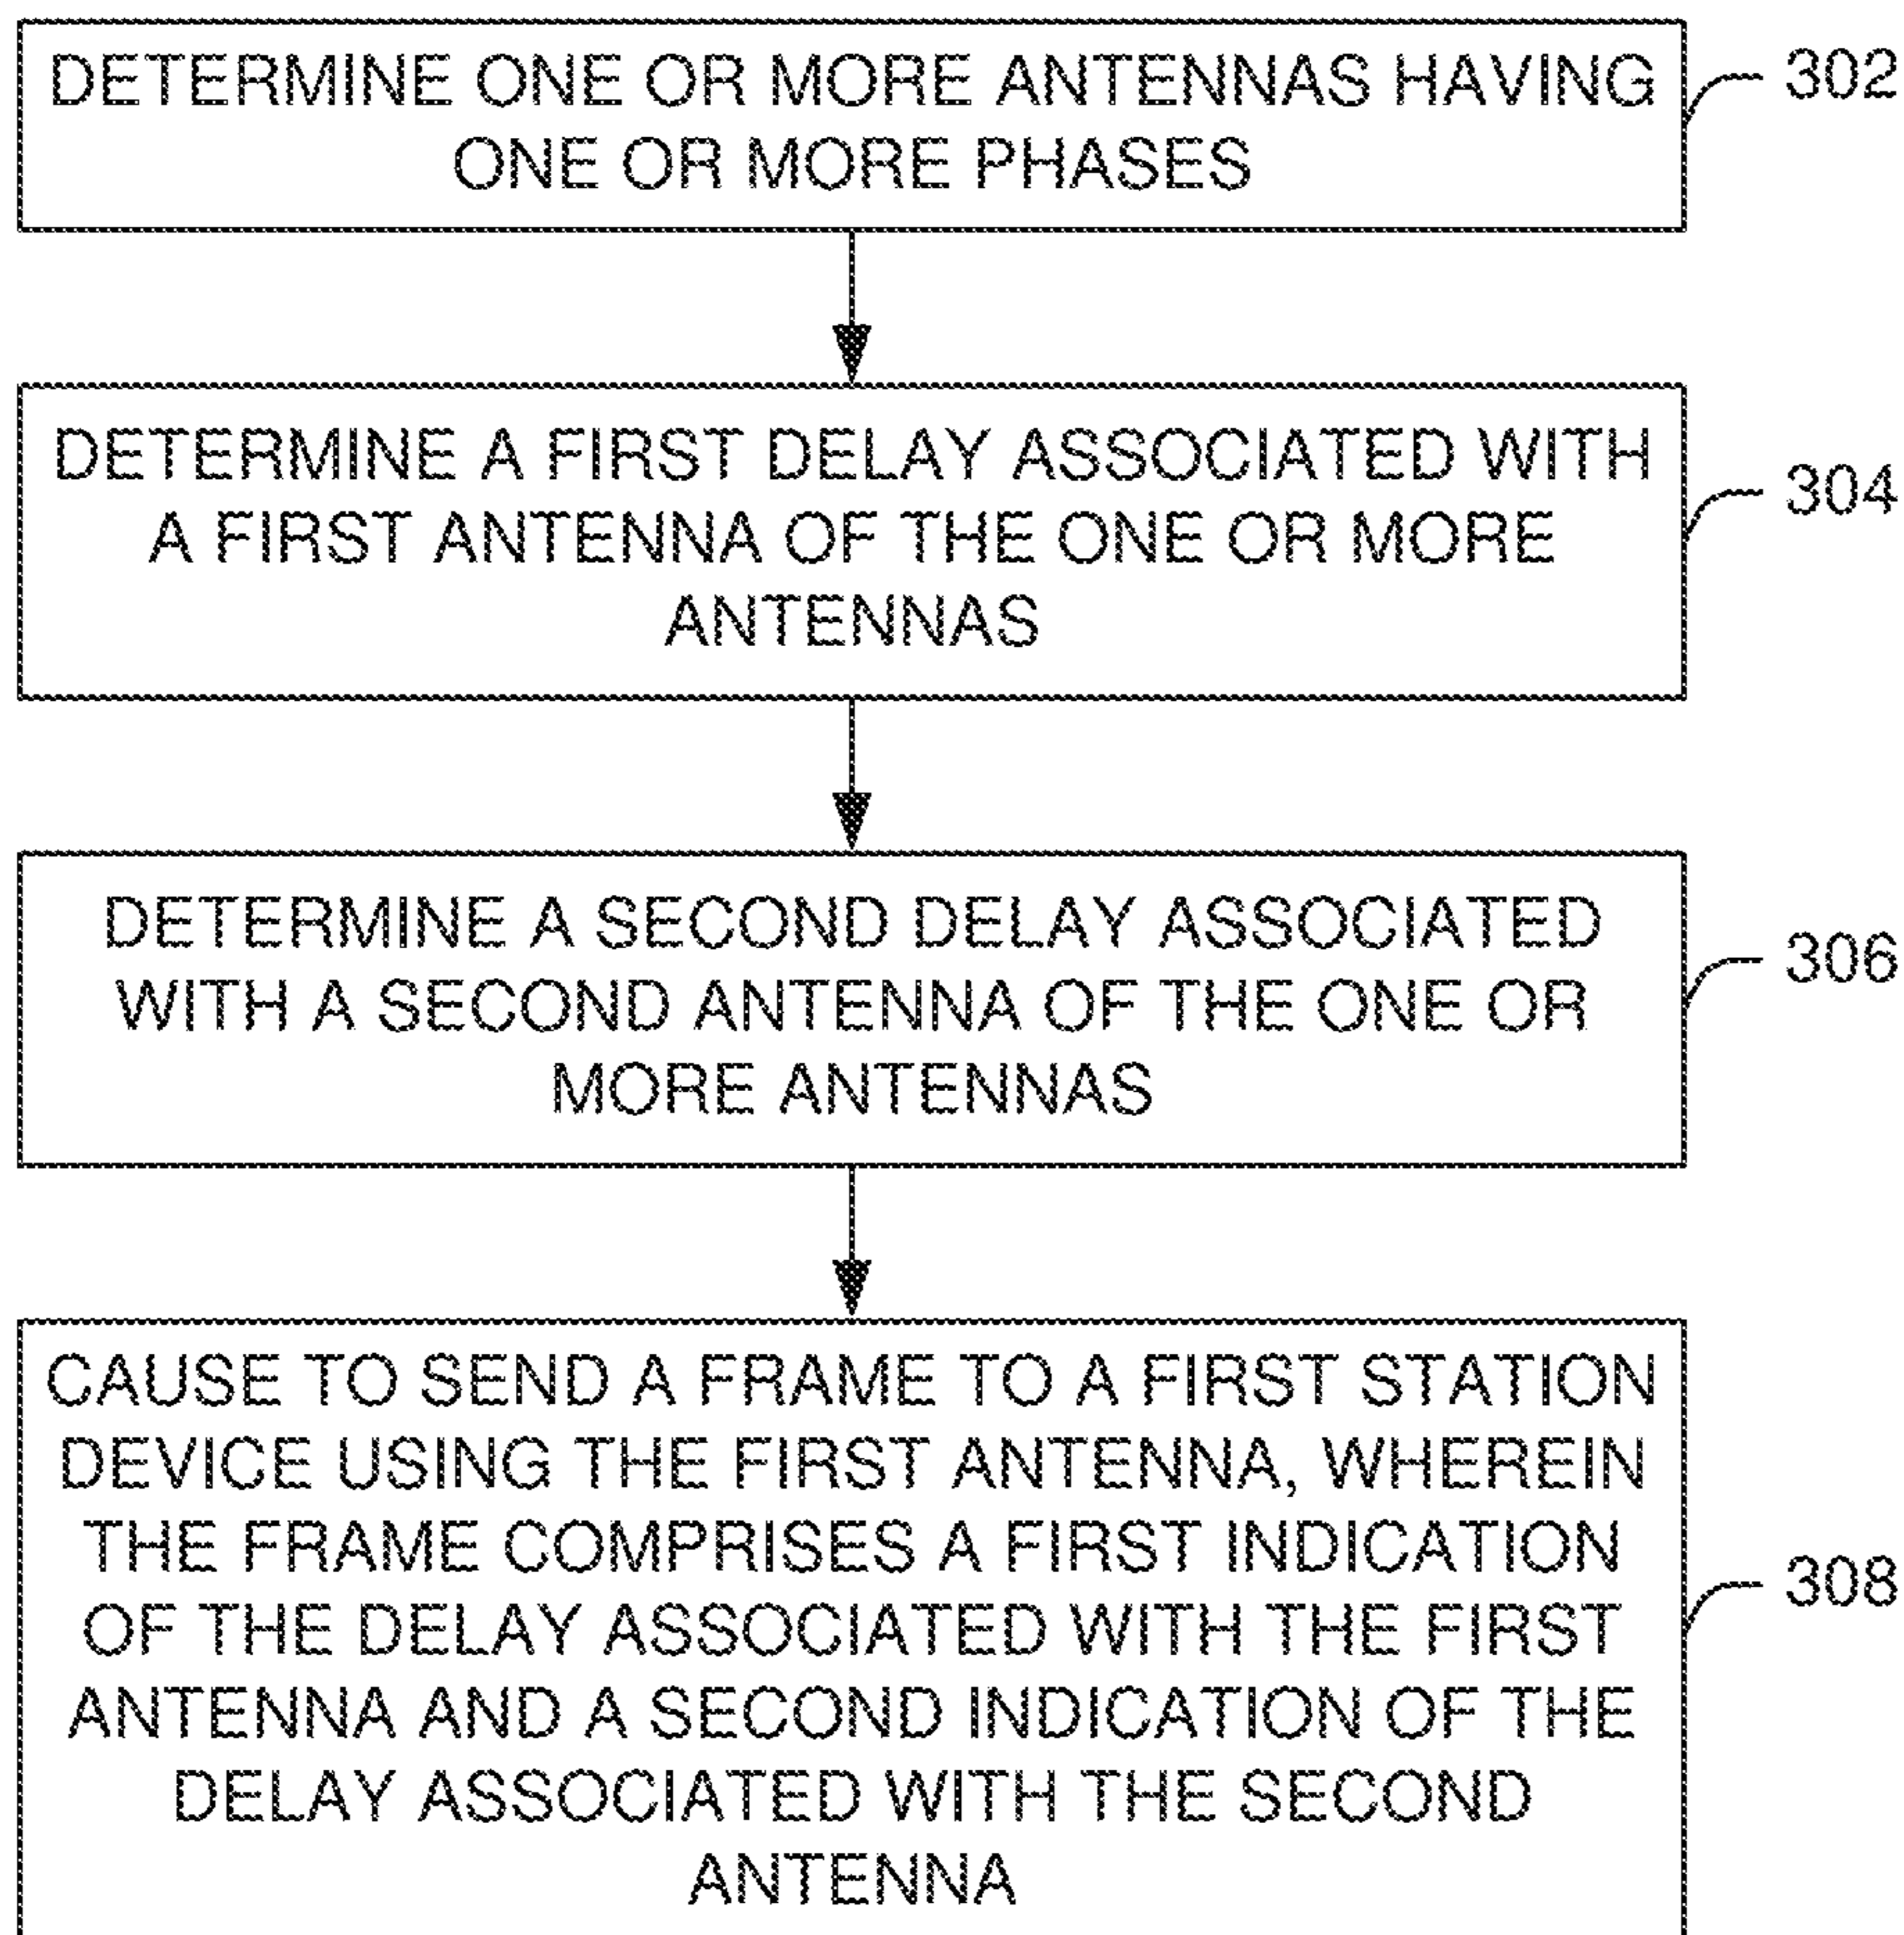 DETERMINE ONE OR MORE ANTENNAS HAVING
ONE OR MORE PHASES
302
DETERMINE A FIRST DELAY ASSOCIATED WITH
A FIRST ANTENNA OF THE ONE OR MORE
ANTENNAS
304
DETERMINE A SECOND DELAY ASSOCIATED
WITH A SECOND ANTENNA OF THE ONE OR
MORE ANTENNAS
306
CAUSE TO SEND A FRAME TO A FIRST STATION
DEVICE USING THE FIRST ANTENNA, WHEREIN
THE FRAME COMPRISES A FIRST INDICATION
OF THE DELAY ASSOCIATED WITH THE FIRST
ANTENNA AND A SECOND INDICATION OF THE
DELAY ASSOCIATED WITH THE SECOND
ANTENNA
308